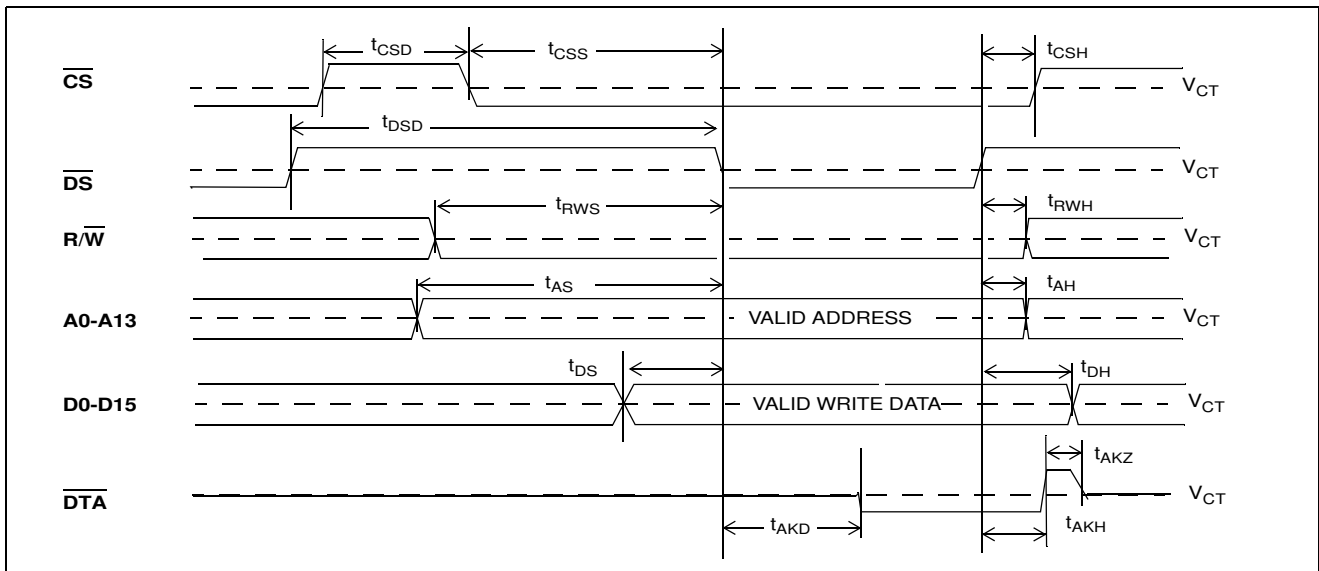 tCSD
tCSS
tCSH
CS
VCT
tDSD
DS
VCT
tRWS
tRWH
R/W
VCT
tAS
tAH
A0-A13
VALID ADDRESS
VCT
tDS
tDH
D0-D15
VALID WRITE DATA
VCT
tAKZ
DTA
VCT
tAKD
tAKH